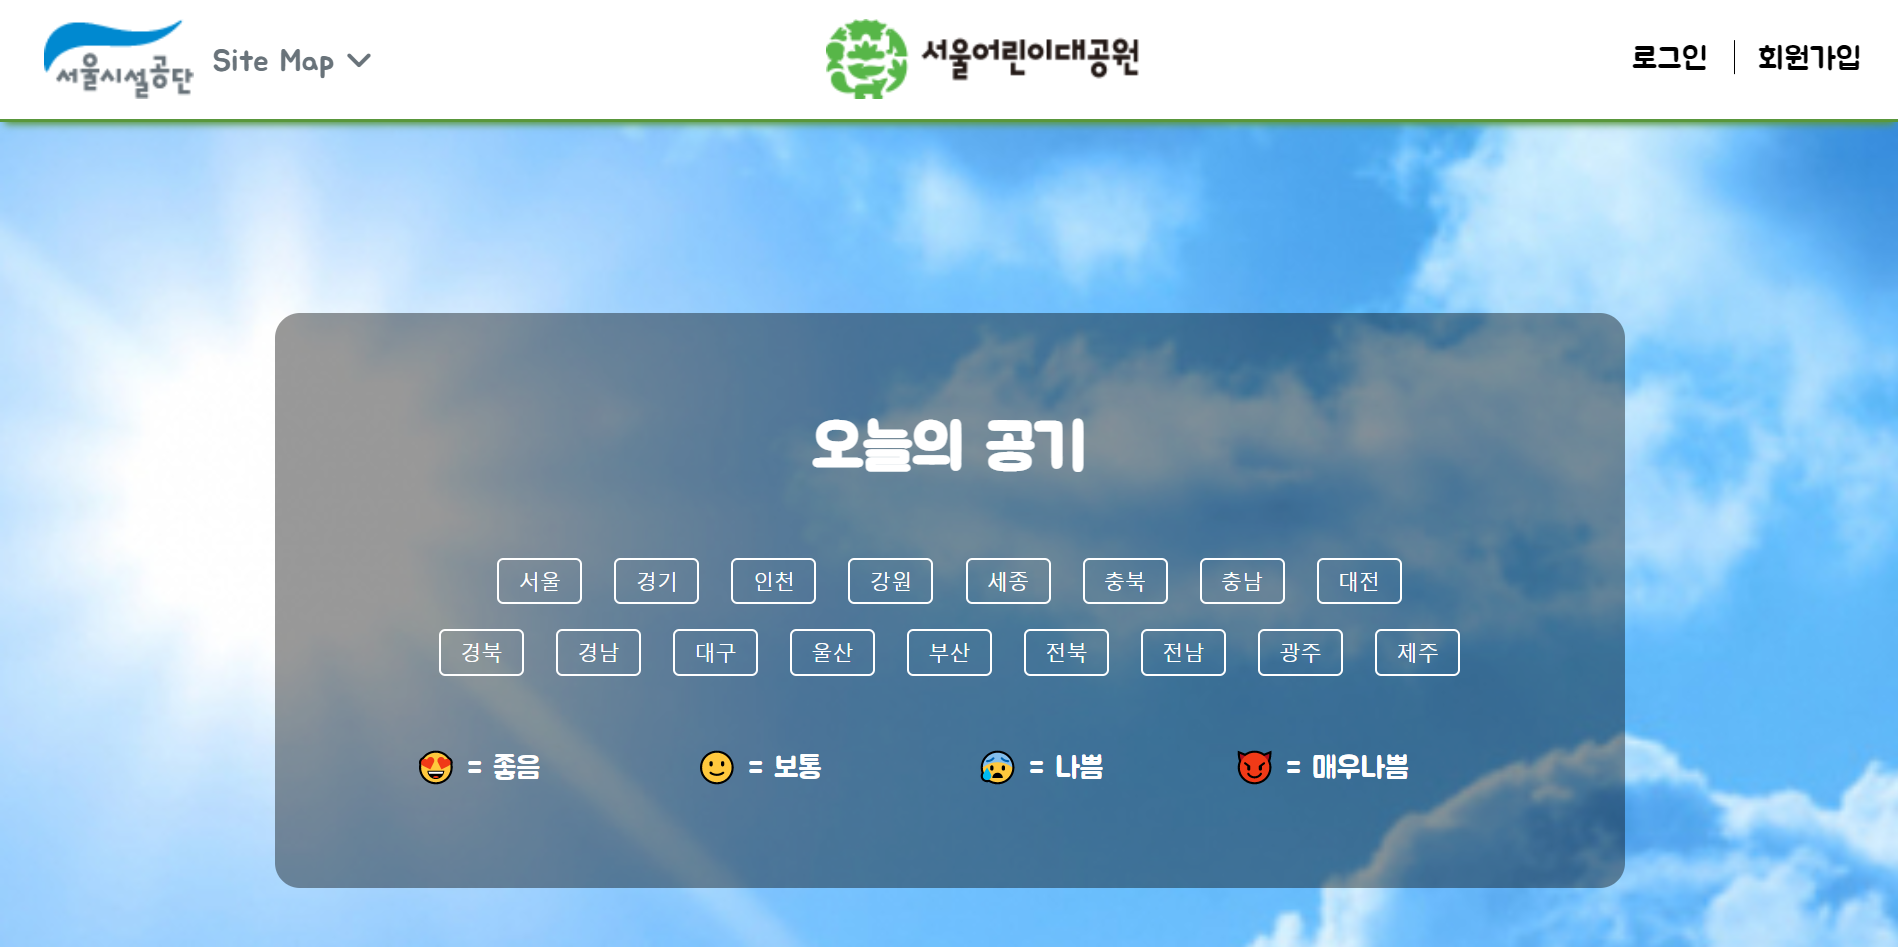 서울시설공단 Site Map 서울어린이대공원 로그인 회원가입
오늘의 공기
서울 경기 인천 강원 세종 충북 충남 대전
경북 경남 대구 울산 부산 전북 전남 광주 제주
😍 = 좋음 🙂 = 보통 😰 = 나쁨 😈 = 매우나쁨